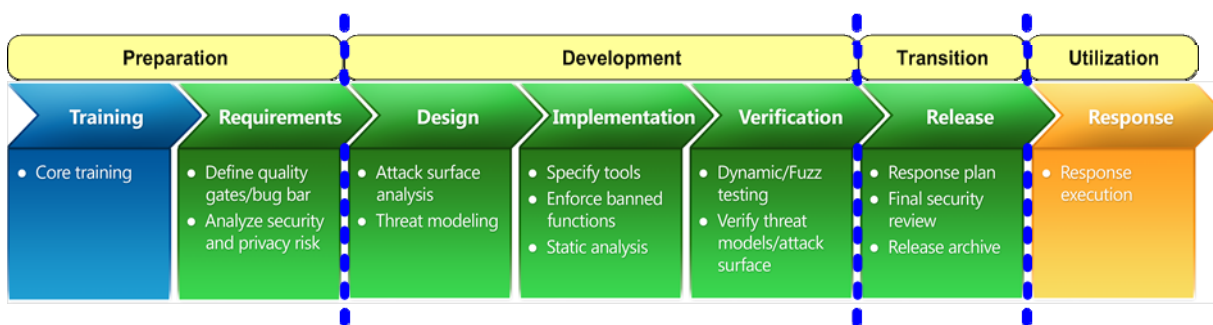 Preparation
Development
Transition
Utilization
Training
Requirements
Design
Implementation
Verification
Release
Response
• Core training
• Define quality
gates/bug bar
• Analyze security
and privacy risk
• Attack surface
analysis
• Threat modeling
• Specify tools
• Enforce banned
functions
• Static analysis
• Dynamic/Fuzz
testing
• Verify threat
models/attack
surface
• Response plan
• Final security
review
• Release archive
• Response
execution